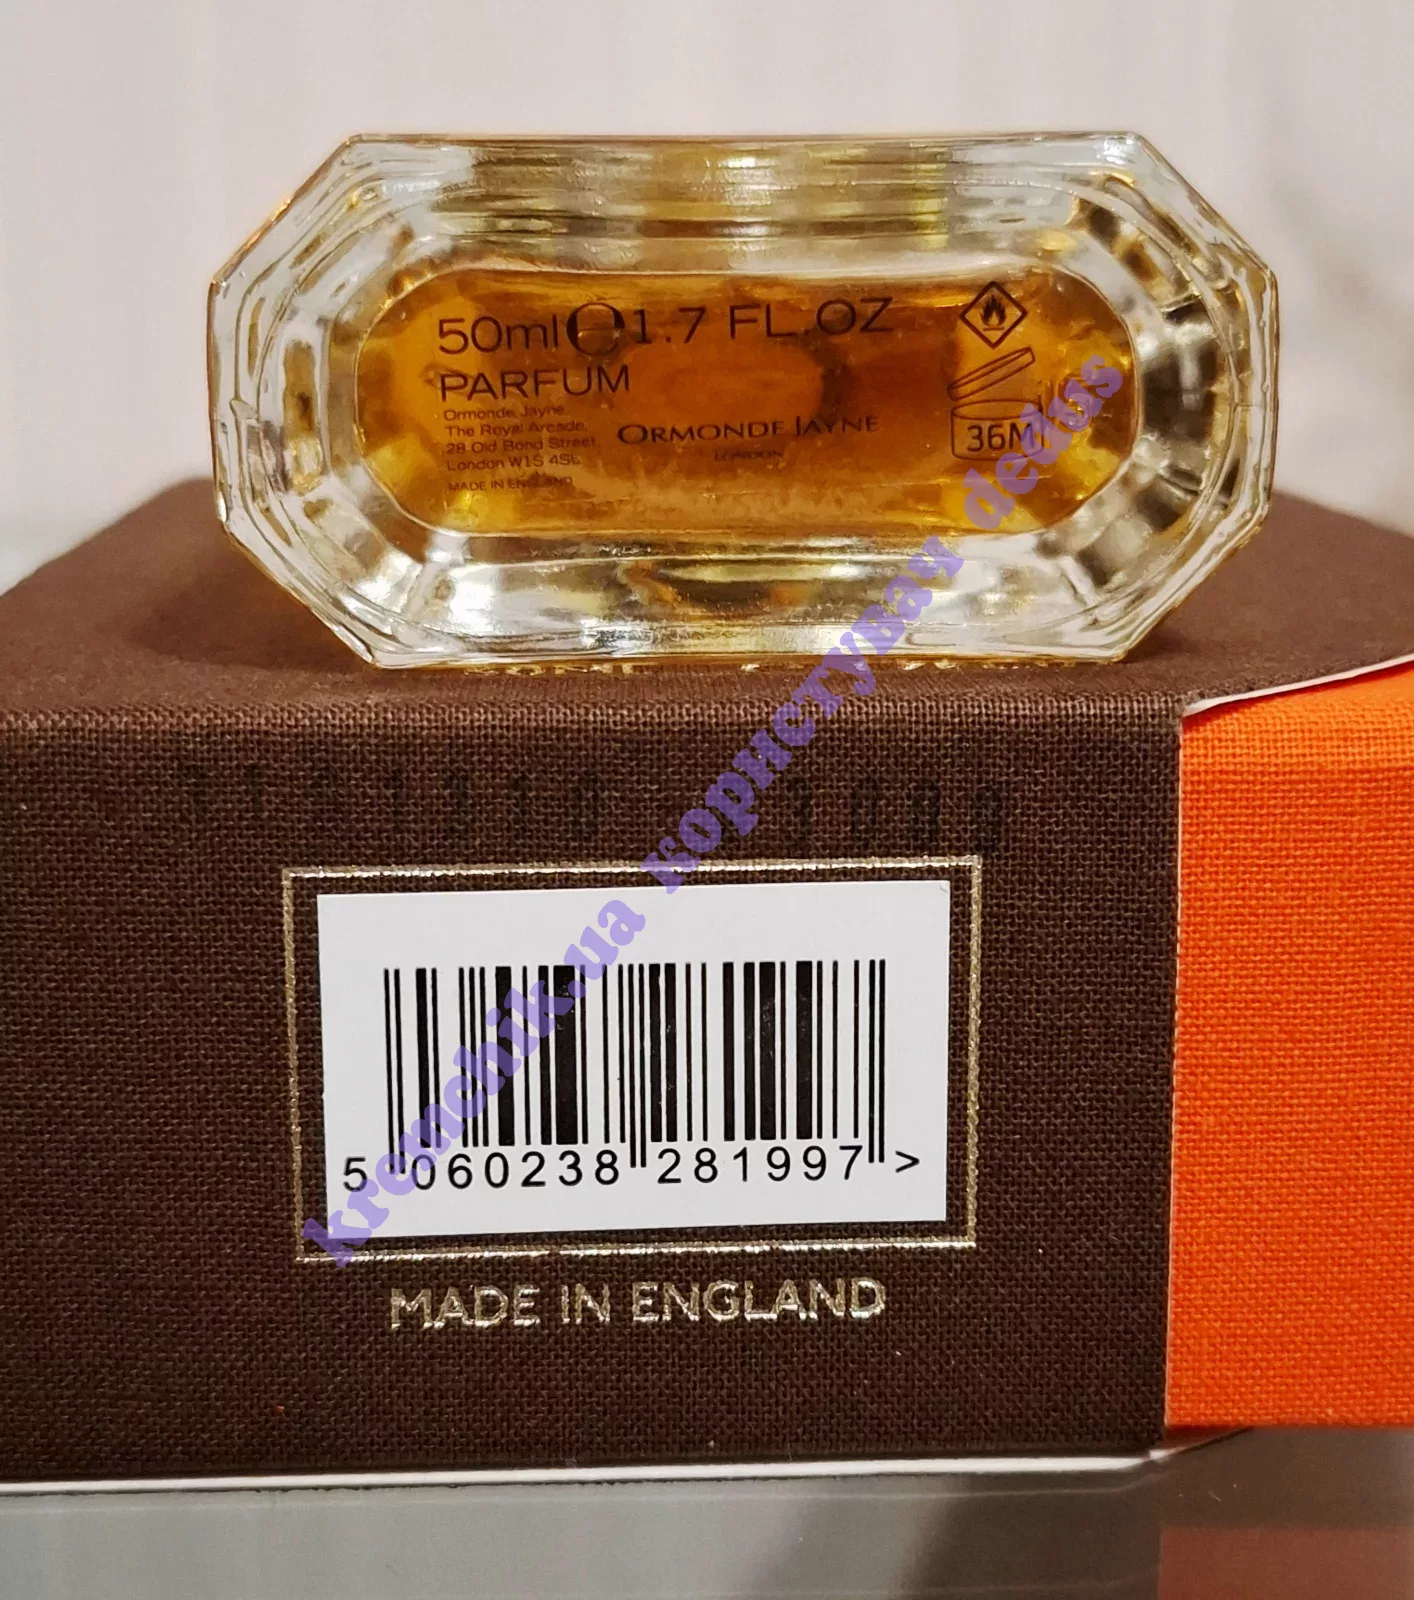 50ml℮1.7 FL.OZ
PARFUM
Ormonde Jayne
The Royal Arcade,
28 Old Bond Street,
London W1S 4SL
MADE IN ENGLAND
ORMONDE JAYNE
LONDON
36M
kremchik.ua користувач dedus
5 060238 281997 >
MADE IN ENGLAND